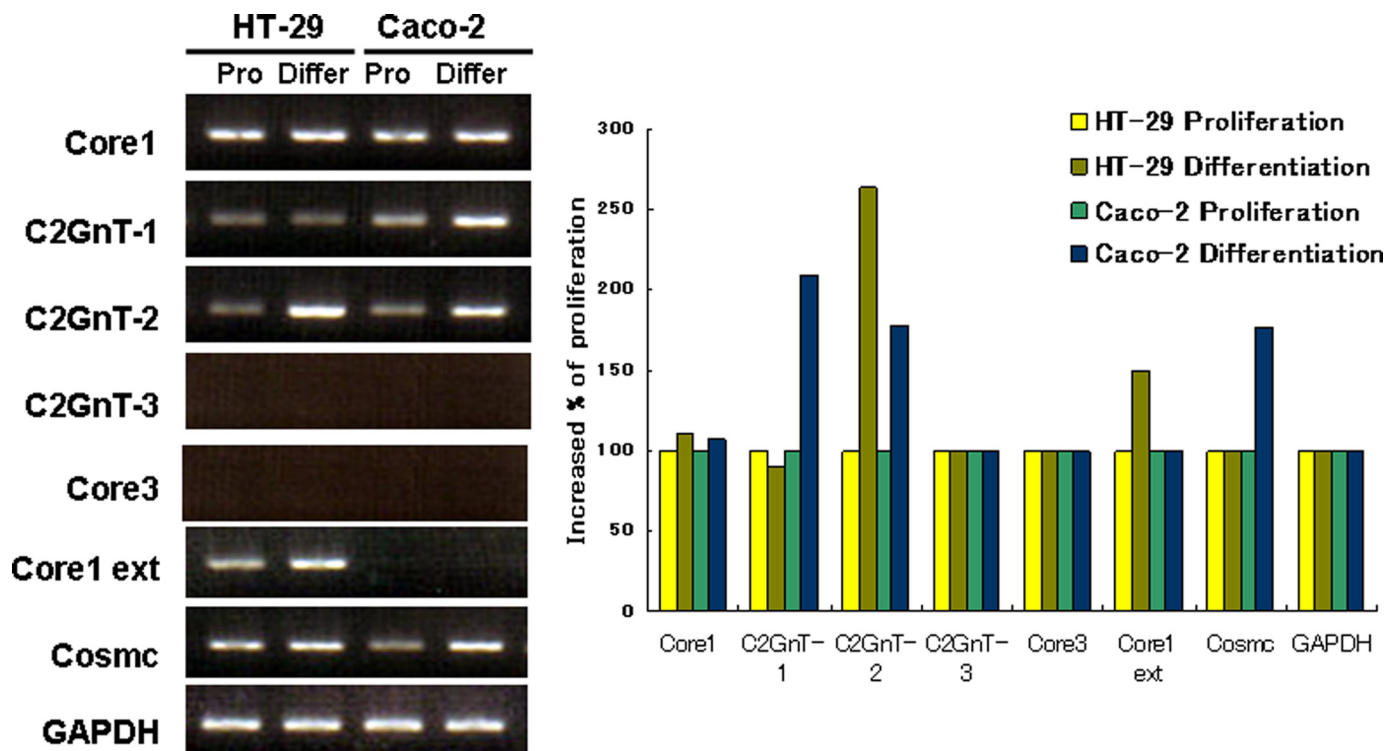 HT-29 Caco-2
Pro Differ Pro Differ
Core1
C2GnT-1
C2GnT-2
C2GnT-3
Core3
Core1 ext
Cosmc
GAPDH
Increased % of proliferation
300
250
200
150
100
50
0
HT-29 Proliferation
HT-29 Differentiation
Caco-2 Proliferation
Caco-2 Differentiation
Core1 C2GnT- C2GnT- C2GnT- Core3 Core1 Cosmc GAPDH
1 2 3 ext